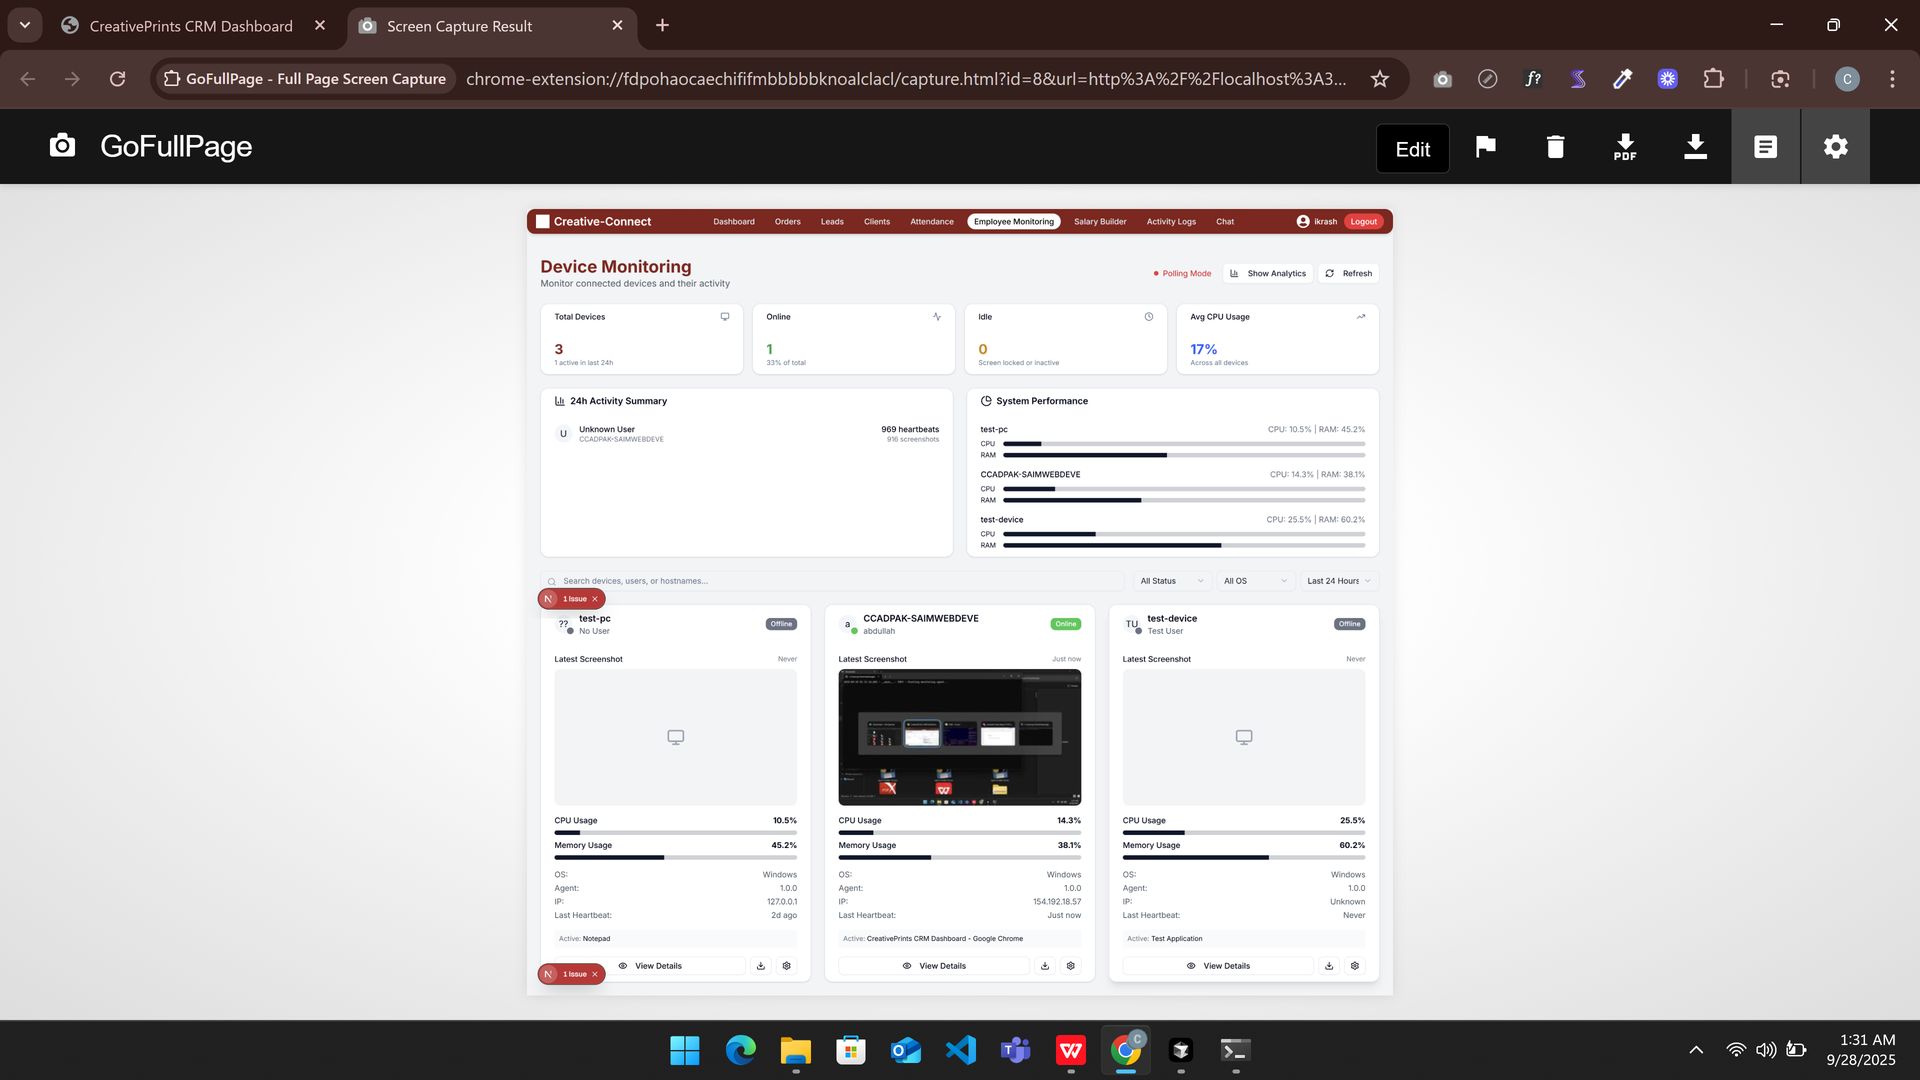 CreativePrints CRM Dashboard
Screen Capture Result
GoFullPage - Full Page Screen Capture
chrome-extension://fdpohaocaechififmbbbbbknoalclacl/capture.html?id=8&url=http%3A%2F%2Flocalhost%3A3...
f?
C
GoFullPage
Edit
PDF
Creative-Connect
Dashboard
Orders
Leads
Clients
Attendance
Employee Monitoring
Salary Builder
Activity Logs
Chat
ikrash
Logout
Device Monitoring
Monitor connected devices and their activity
Polling Mode
Show Analytics
Refresh
Total Devices
3
1 active in last 24h
Online
1
33% of total
Idle
0
Screen locked or inactive
Avg CPU Usage
17%
Across all devices
24h Activity Summary
U
Unknown User
CCADPAK-SAIMWEBDEVE
969 heartbeats
916 screenshots
System Performance
test-pc
CPU: 10.5% | RAM: 45.2%
CPU
RAM
CCADPAK-SAIMWEBDEVE
CPU: 14.3% | RAM: 38.1%
CPU
RAM
test-device
CPU: 25.5% | RAM: 60.2%
CPU
RAM
Search devices, users, or hostnames...
All Status
All OS
Last 24 Hours
N 1 Issue
??
test-pc
No User
Offline
Latest Screenshot
Never
CPU Usage
10.5%
Memory Usage
45.2%
OS:
Windows
Agent:
1.0.0
IP:
127.0.0.1
Last Heartbeat:
2d ago
Active: Notepad
View Details
N 1 Issue
a
CCADPAK-SAIMWEBDEVE
abdullah
Online
Latest Screenshot
Just now
CPU Usage
14.3%
Memory Usage
38.1%
OS:
Windows
Agent:
1.0.0
IP:
154.192.18.57
Last Heartbeat:
Just now
Active: CreativePrints CRM Dashboard - Google Chrome
View Details
TU
test-device
Test User
Offline
Latest Screenshot
Never
CPU Usage
25.5%
Memory Usage
60.2%
OS:
Windows
Agent:
1.0.0
IP:
Unknown
Last Heartbeat:
Never
Active: Test Application
View Details
C
1:31 AM
9/28/2025